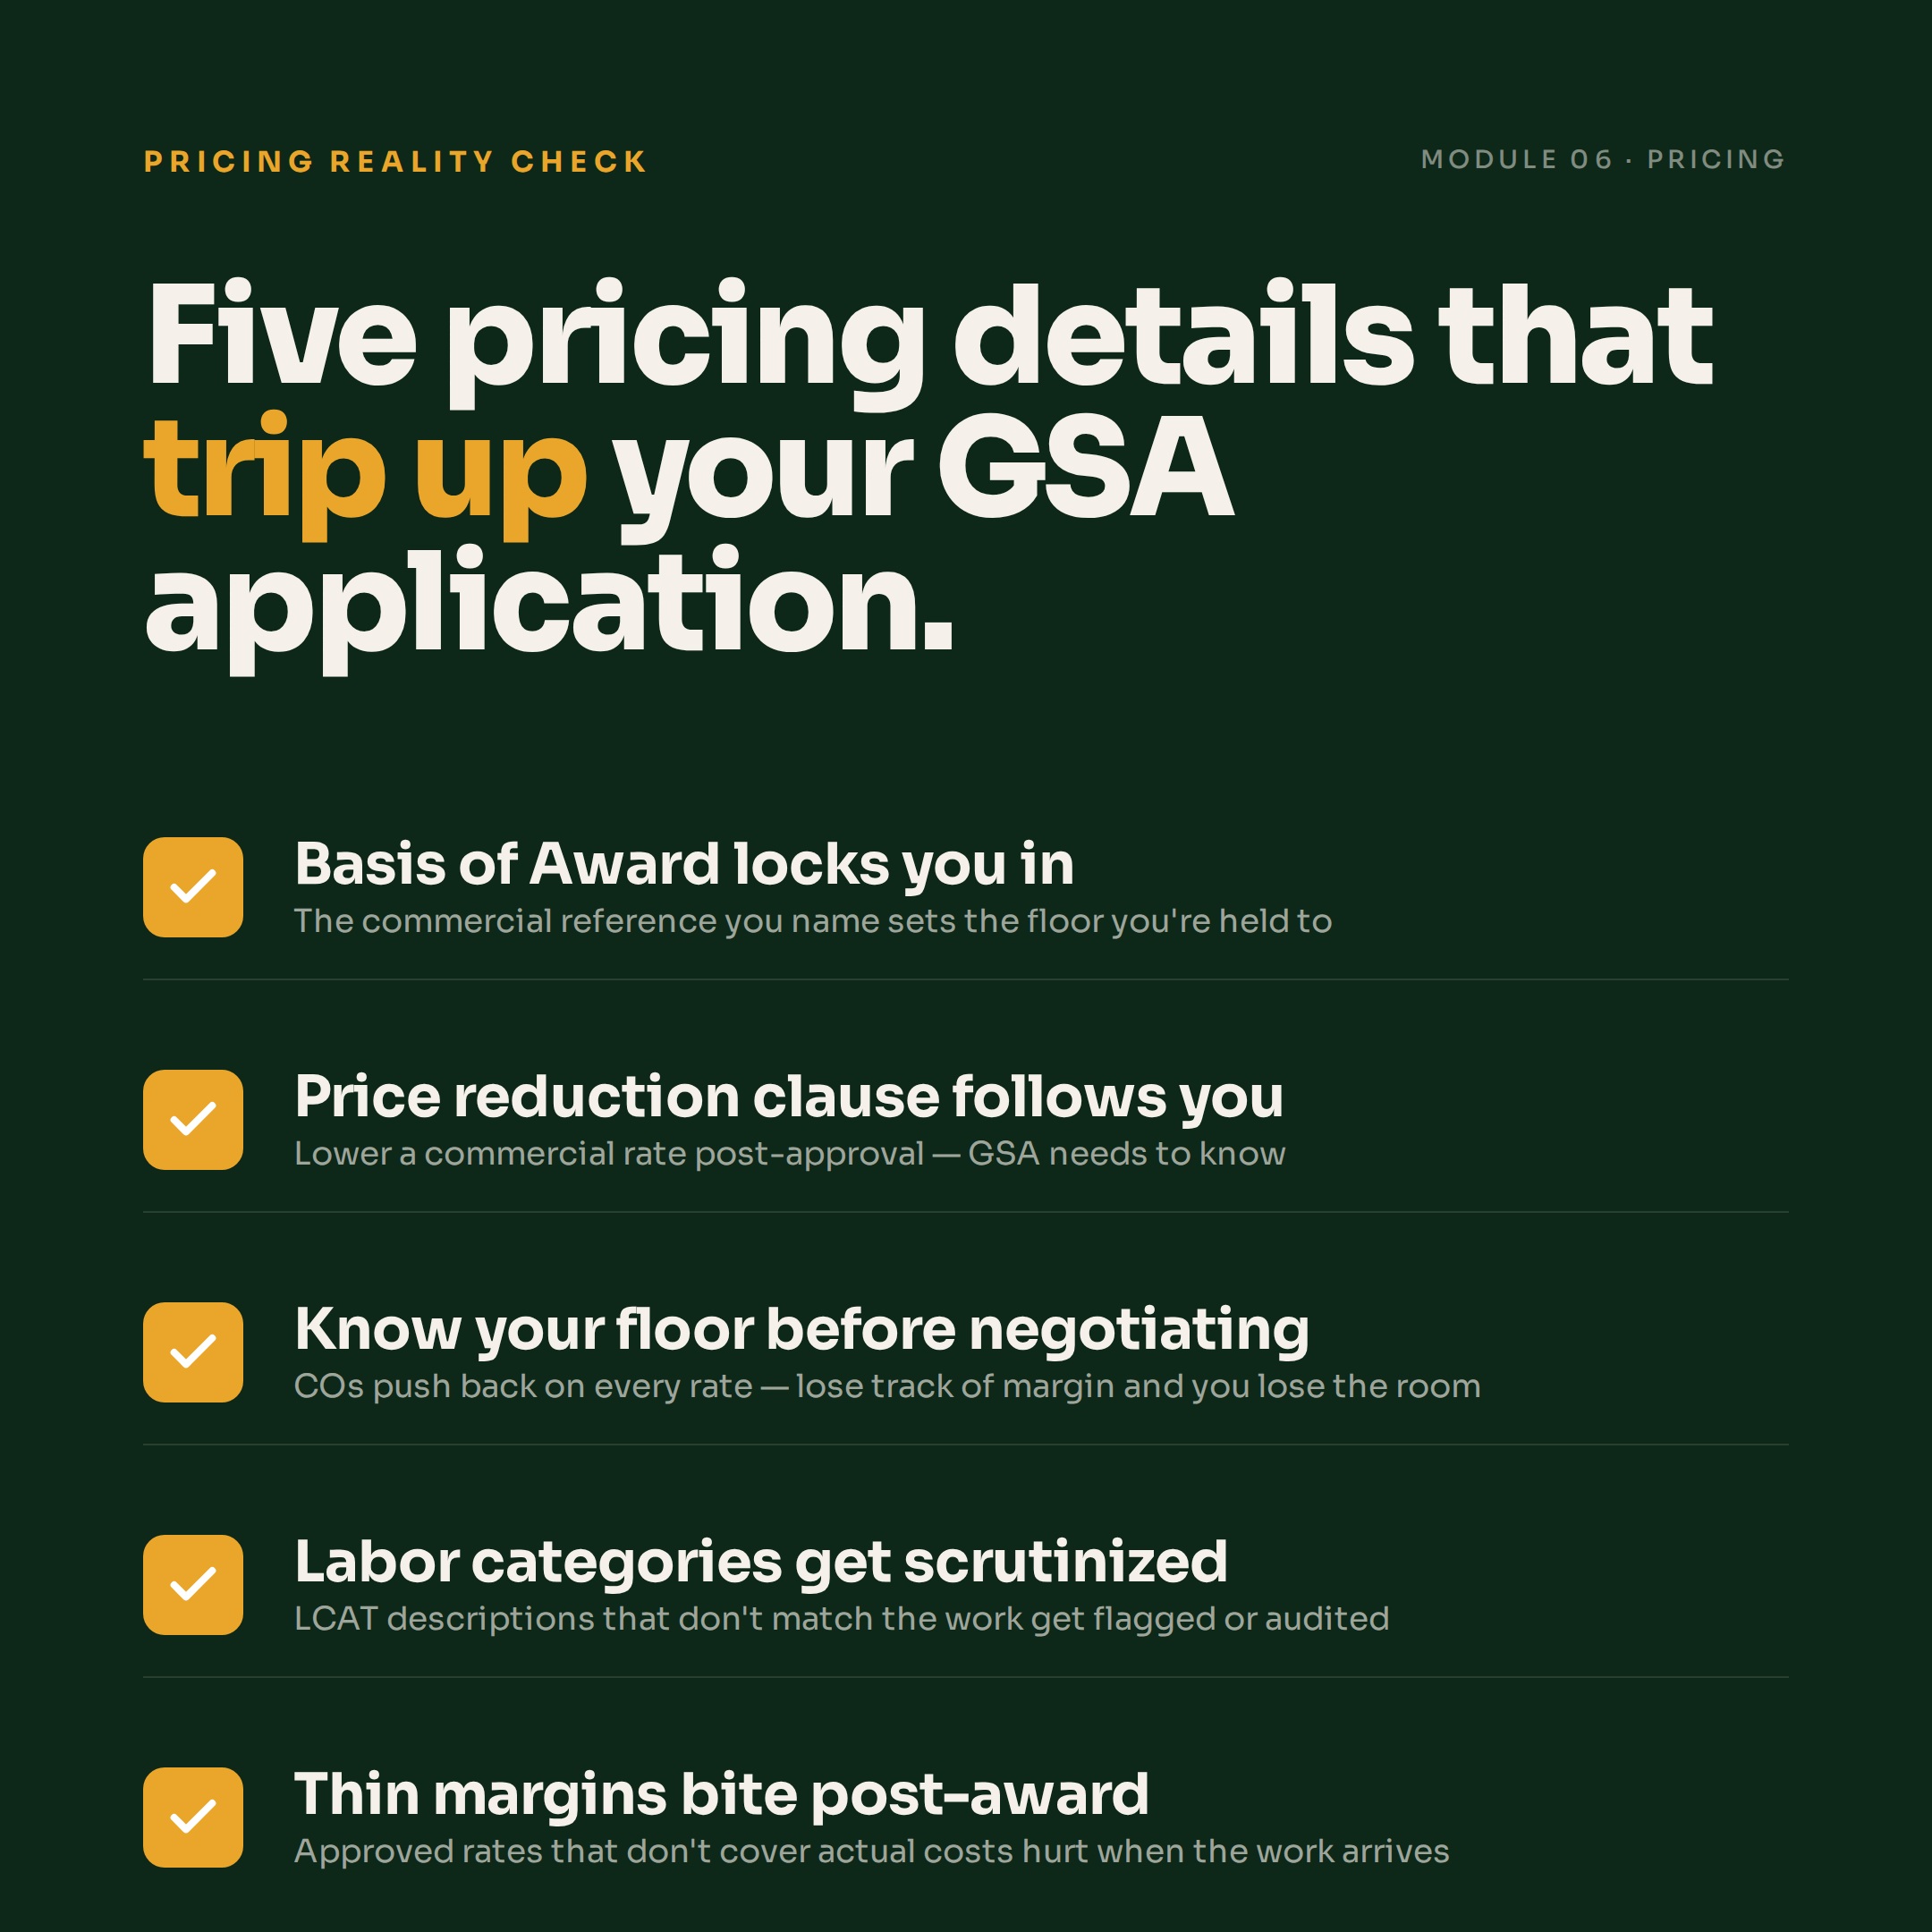 PRICING REALITY CHECK
MODULE 06 · PRICING
Five pricing details that
trip up your GSA
application.
Basis of Award locks you in
The commercial reference you name sets the floor you're held to
Price reduction clause follows you
Lower a commercial rate post-approval — GSA needs to know
Know your floor before negotiating
COs push back on every rate — lose track of margin and you lose the room
Labor categories get scrutinized
LCAT descriptions that don't match the work get flagged or audited
Thin margins bite post-award
Approved rates that don't cover actual costs hurt when the work arrives